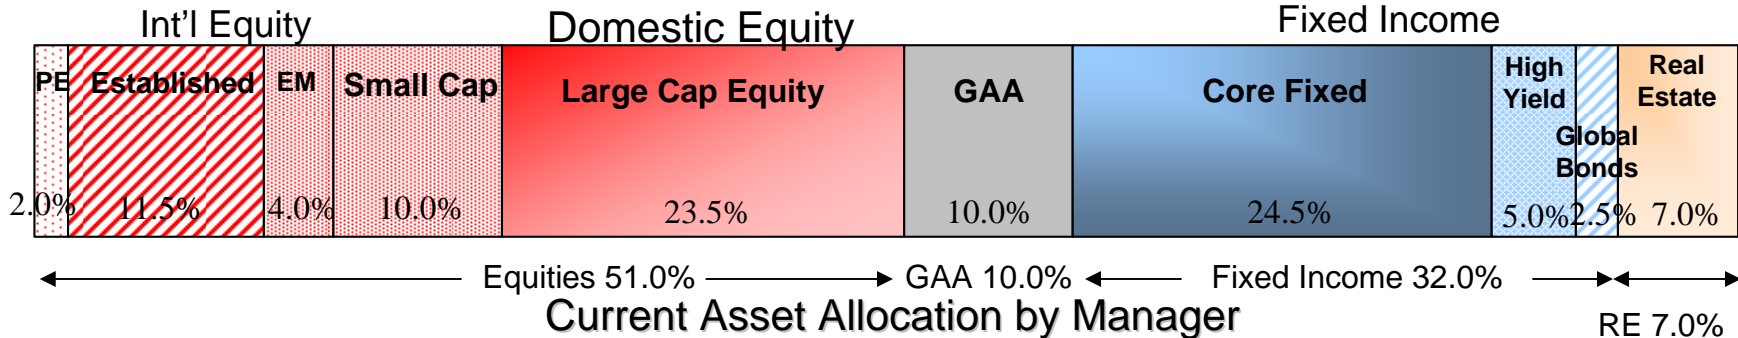 Int'l Equity
Domestic Equity
Fixed Income
PE
Established
EM
Small Cap
Large Cap Equity
GAA
Core Fixed
High
Yield
Global
Bonds
Real
Estate
2.0%
11.5%
4.0%
10.0%
23.5%
10.0%
24.5%
5.0%
2.5%
7.0%
Equities 51.0%
GAA 10.0%
Fixed Income 32.0%
RE 7.0%
Current Asset Allocation by Manager